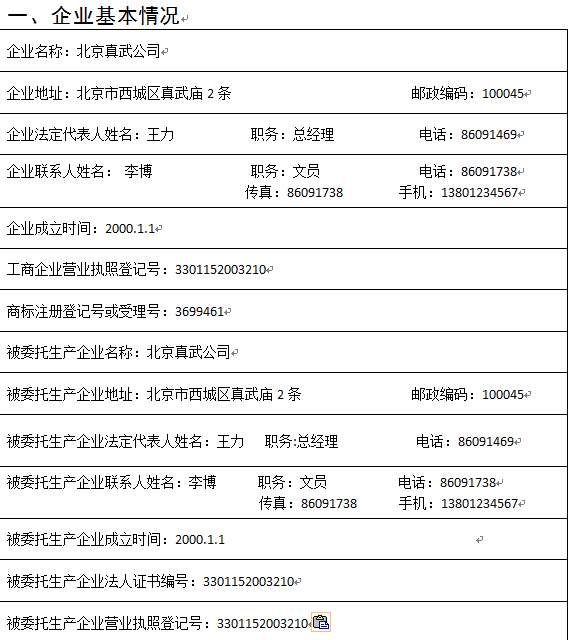 一、企业基本情况
企业名称：北京真武公司
企业地址：北京市西城区真武庙 2 条 邮政编码：100045
企业法定代表人姓名：王力 职务：总经理 电话：86091469
企业联系人姓名： 李博 职务：文员 电话：86091738
传真：86091738 手机：13801234567
企业成立时间：2000.1.1
工商企业营业执照登记号：3301152003210
商标注册登记号或受理号：3699461
被委托生产企业名称：北京真武公司
被委托生产企业地址：北京市西城区真武庙 2 条 邮政编码：100045
被委托生产企业法定代表人姓名：王力 职务:总经理 电话：86091469
被委托生产企业联系人姓名：李博 职务：文员 电话：86091738
传真：86091738 手机：13801234567
被委托生产企业成立时间：2000.1.1
被委托生产企业法人证书编号：3301152003210
被委托生产企业营业执照登记号：3301152003210